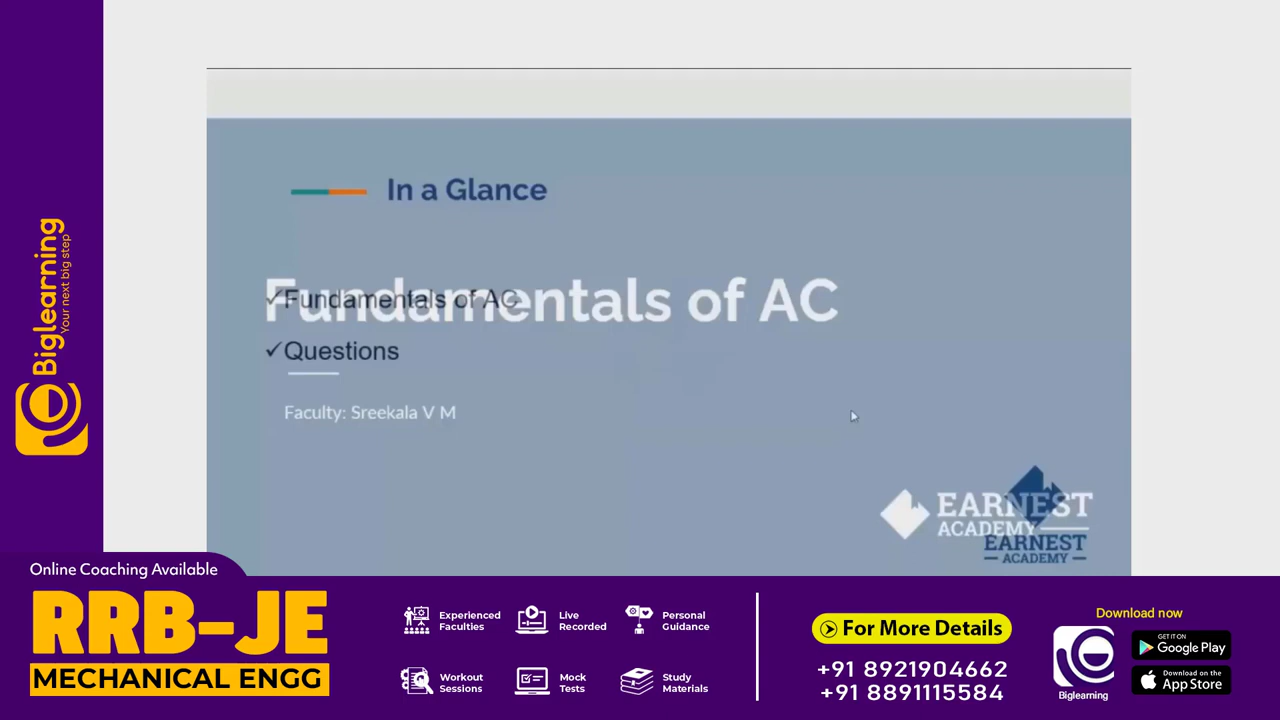 In a Glance
Fundamentals of AC
✓Fundamentals of AC
✓Questions
Faculty: Sreekala V M
EARNEST
ACADEMY
EARNEST
ACADEMY
Biglearning
Your next big step
Online Coaching Available
RRB-JE
MECHANICAL ENGG
Experienced
Faculties
Live
Recorded
Personal
Guidance
Workout
Sessions
Mock
Tests
Study
Materials
For More Details
+91 8921904662
+91 8891115584
Download now
Biglearning
GET IT ON
Google Play
Download on the
App Store